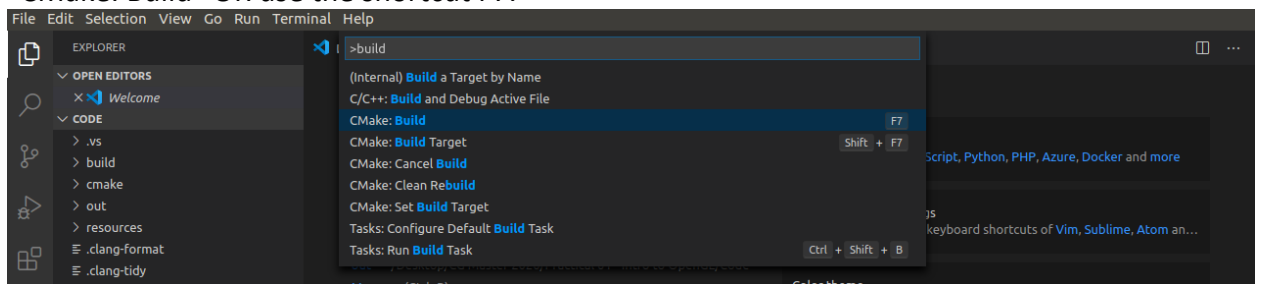 File Edit Selection View Go Run Terminal Help
EXPLORER
OPEN EDITORS
Welcome
CODE
.vs
build
cmake
out
resources
.clang-format
.clang-tidy
>build
(Internal) Build a Target by Name
C/C++: Build and Debug Active File
CMake: Build F7
CMake: Build Target Shift + F7
CMake: Cancel Build
CMake: Clean Rebuild
CMake: Set Build Target
Tasks: Configure Default Build Task
Tasks: Run Build Task Ctrl + Shift + B
Script, Python, PHP, Azure, Docker and more
keyboard shortcuts of Vim, Sublime, Atom an...